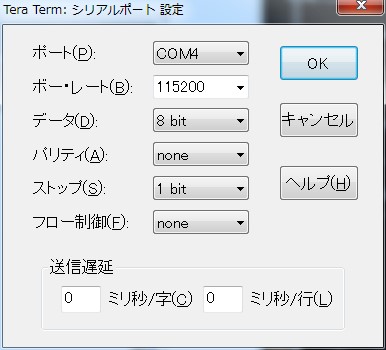 Tera Term: シリアルポート 設定
ポート(P): COM4 OK
ボー・レート(B): 115200
データ(D): 8 bit キャンセル
パリティ(A): none
ストップ(S): 1 bit ヘルプ(H)
フロー制御(F): none
送信遅延
0 ミリ秒/字(C) 0 ミリ秒/行(L)